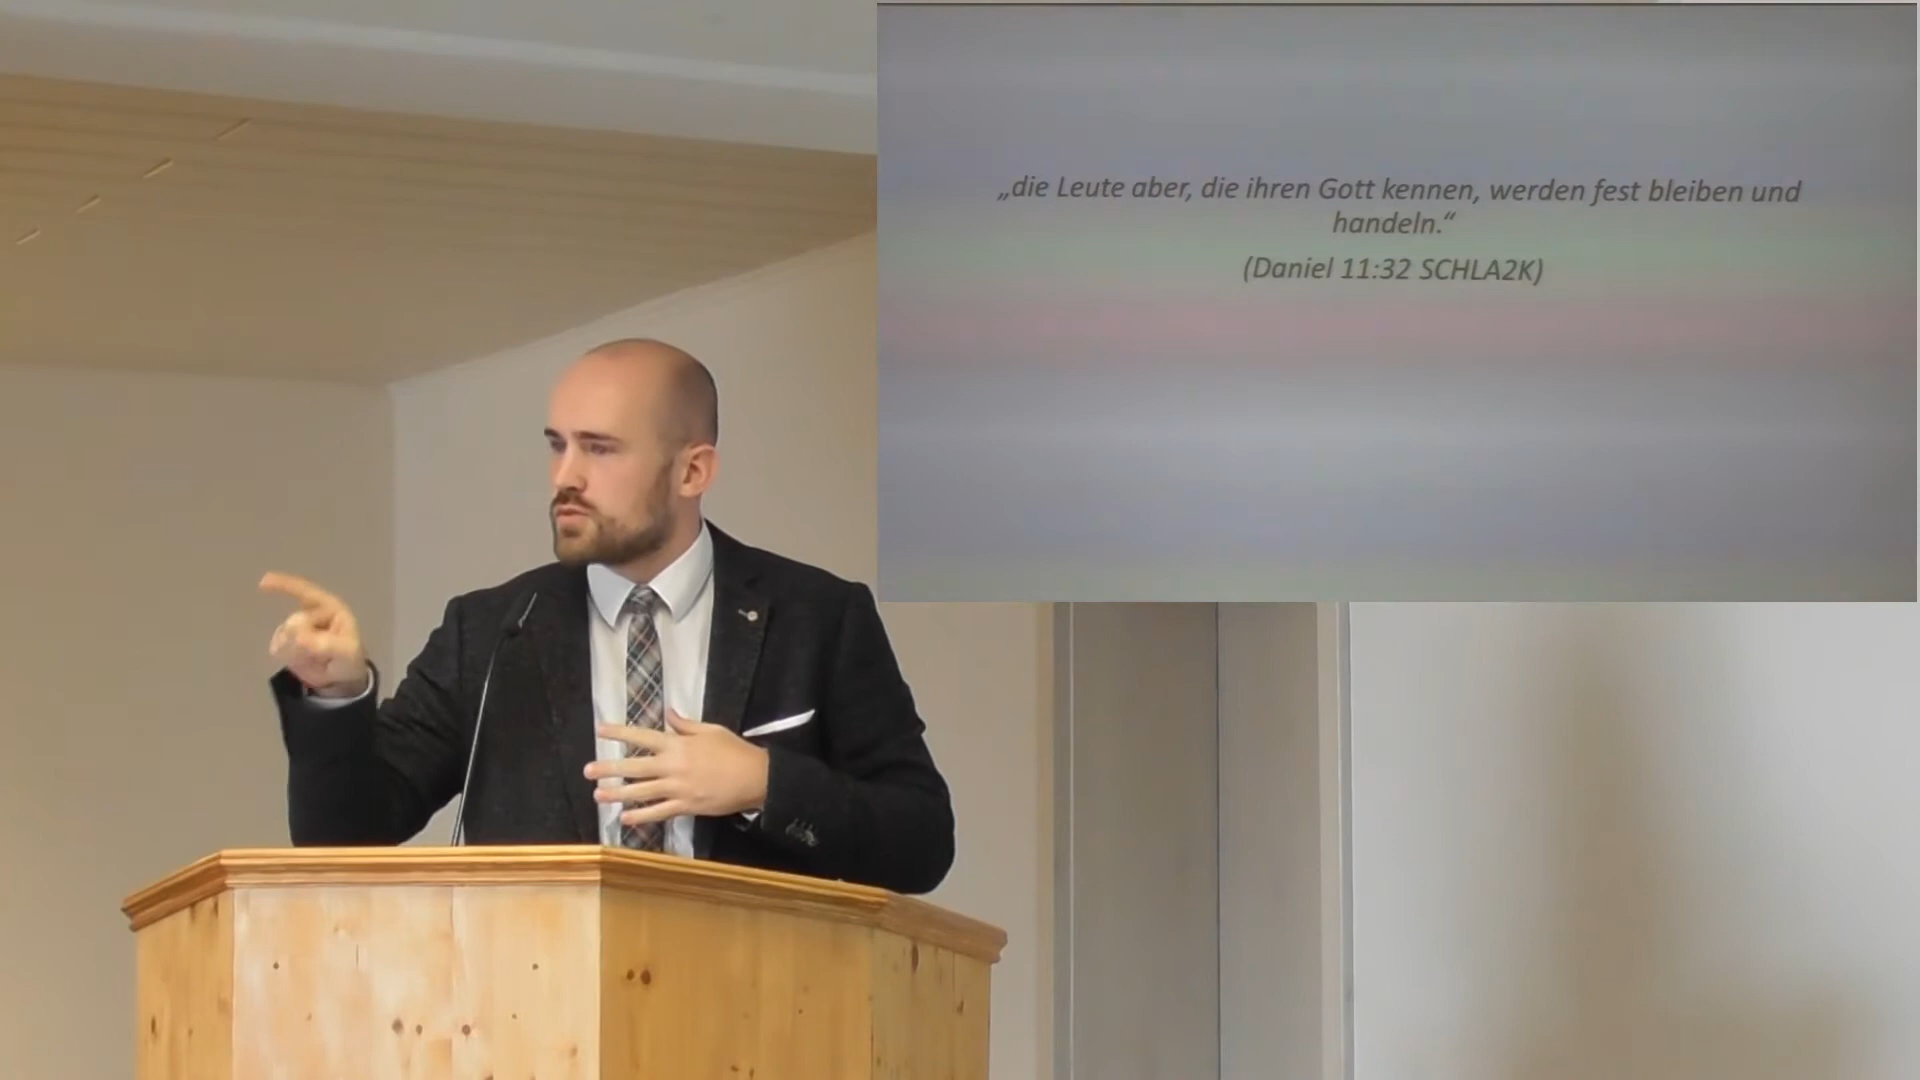 „die Leute aber, die ihren Gott kennen, werden fest bleiben und
handeln.“
(Daniel 11:32 SCHLA2K)